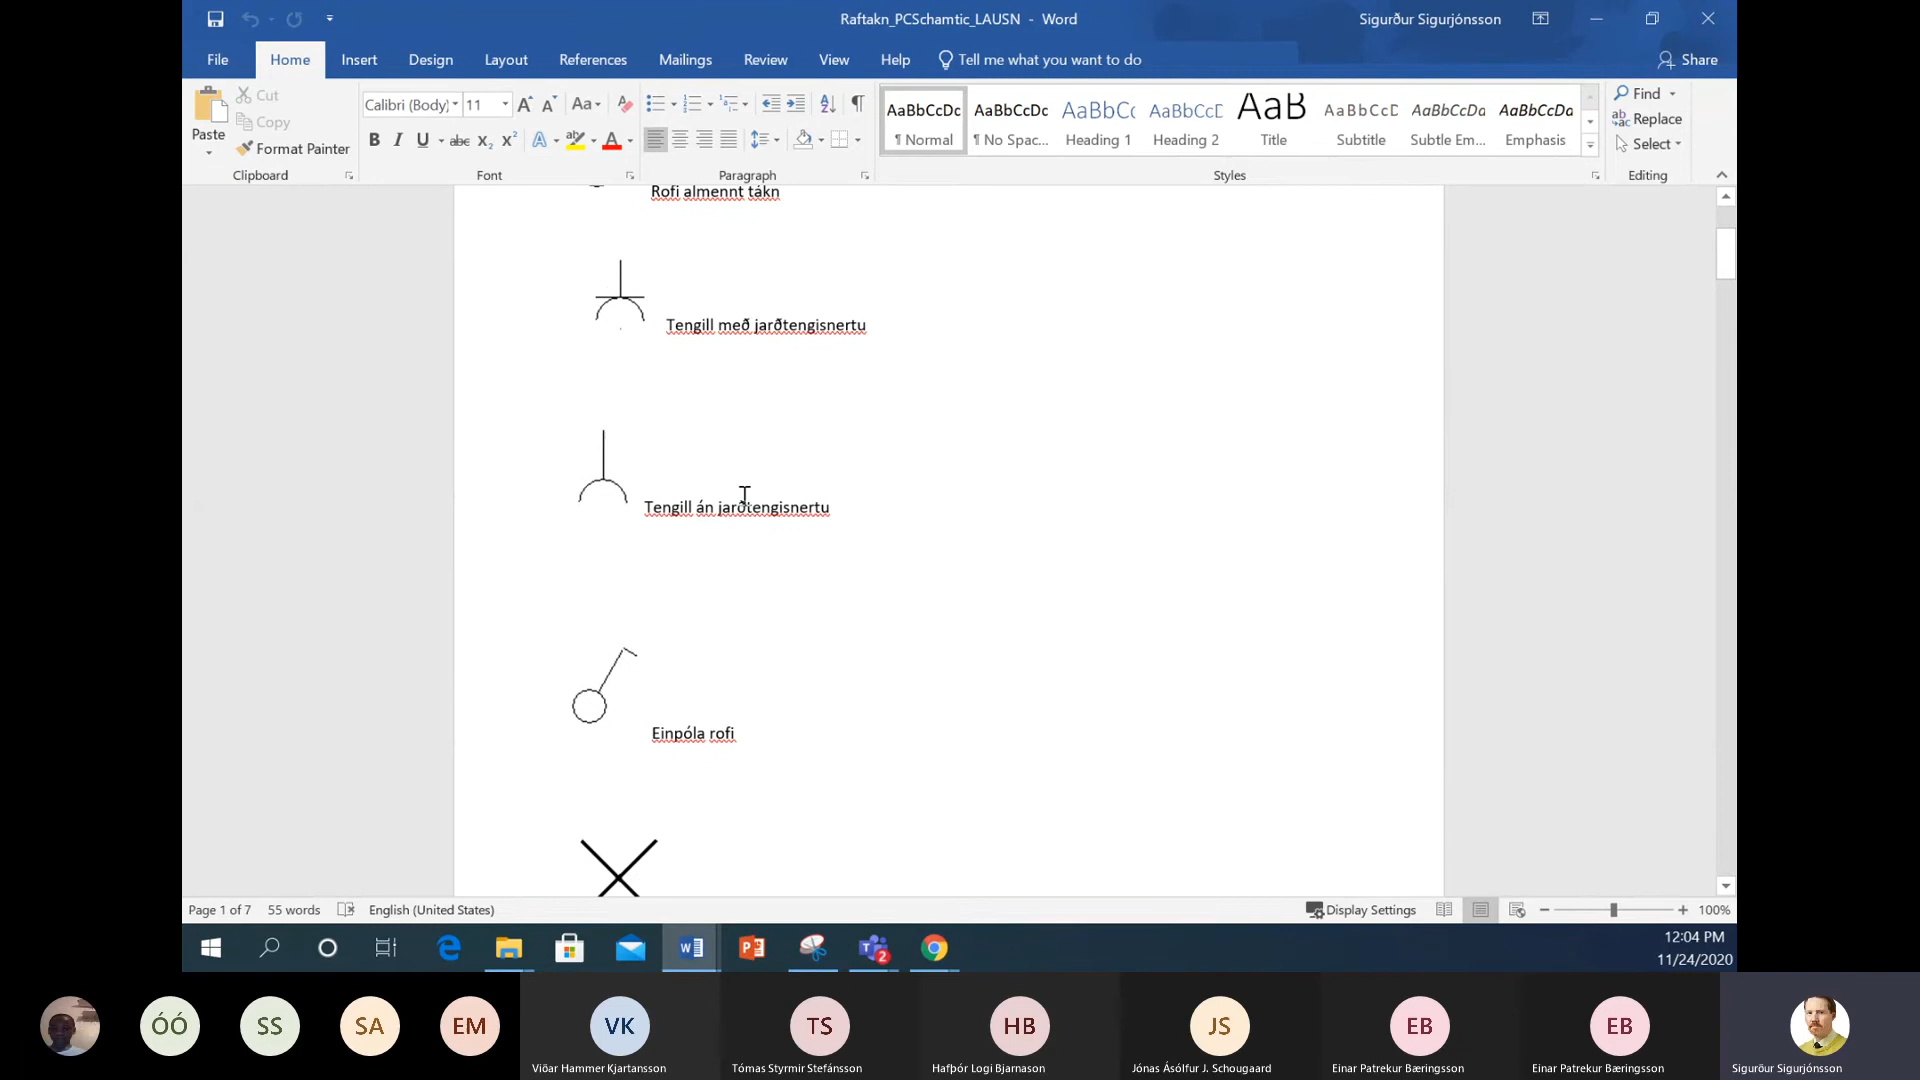 Raftakn_PCSchamtic_LAUSN - Word
Sigurður Sigurjónsson
File Home Insert Design Layout References Mailings Review View Help Tell me what you want to do Share
Paste
Cut
Copy
Format Painter
Clipboard
Calibri (Body) 11
Aa
B I U abc X₂ X²
Font
Paragraph
AaBbCcDc AaBbCcDc AaBbCc AaBbCcD AaB AaBbCcD AaBbCcDa AaBbCcDa
¶ Normal ¶ No Spac... Heading 1 Heading 2 Title Subtitle Subtle Em... Emphasis
Styles
Find
Replace
Select
Editing
Rofi almennt tákn
Tengill með jarðtengisnertu
Tengill án jarðtengisnertu
Einpóla rofi
Page 1 of 7 55 words English (United States) Display Settings 100%
2
12:04 PM
11/24/2020
ÓÓ SS SA EM VK TS HB JS EB EB
Viðar Hammer Kjartansson Tómas Styrmir Stefánsson Hafþór Logi Bjarnason Jónas Ásólfur J. Schougaard Einar Patrekur Bæringsson Einar Patrekur Bæringsson Sigurður Sigurjónsson